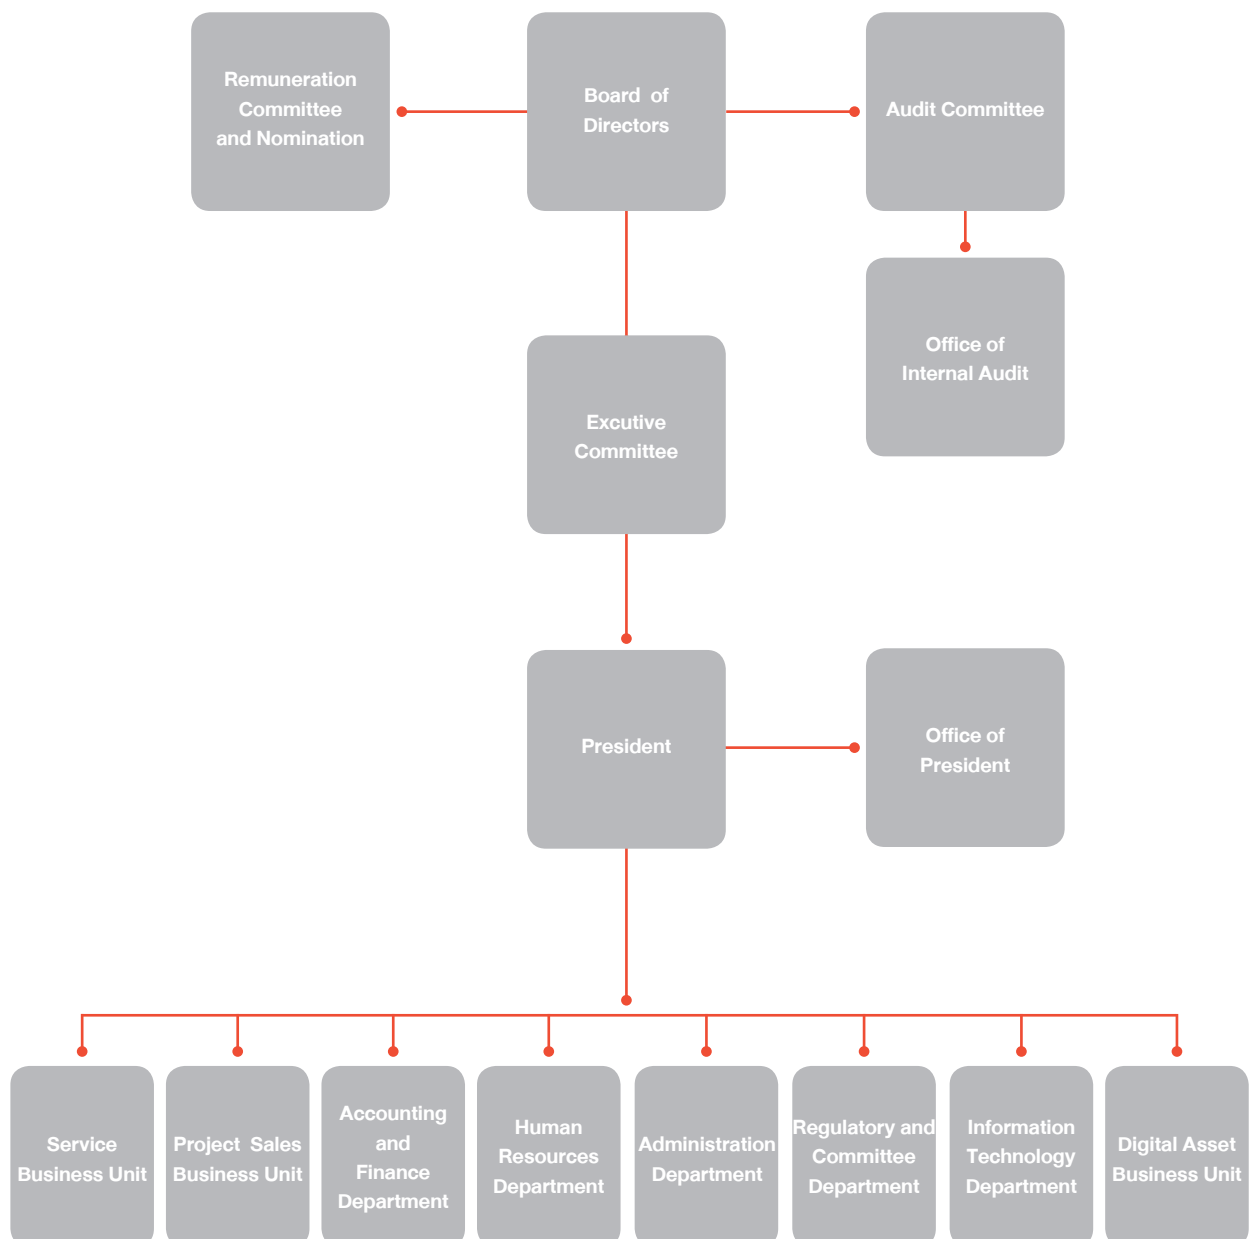 Remuneration
Committee
and Nomination
Board of
Directors
Audit Committee
Office of
Internal Audit
Excutive
Committee
President
Office of
President
Service
Business Unit
Project Sales
Business Unit
Accounting
and
Finance
Department
Human
Resources
Department
Administration
Department
Regulatory and
Committee
Department
Information
Technology
Department
Digital Asset
Business Unit